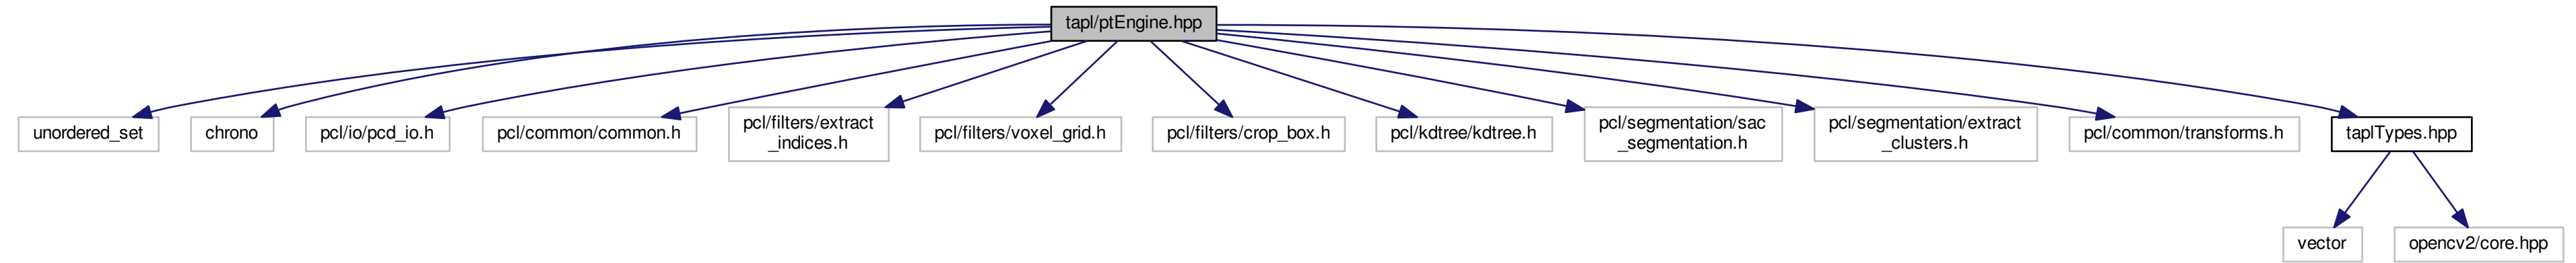 tapl/ptEngine.hpp
unordered_set
chrono
pcl/io/pcd_io.h
pcl/common/common.h
pcl/filters/extract
_indices.h
pcl/filters/voxel_grid.h
pcl/filters/crop_box.h
pcl/kdtree/kdtree.h
pcl/segmentation/sac
_segmentation.h
pcl/segmentation/extract
_clusters.h
pcl/common/transforms.h
taplTypes.hpp
vector
opencv2/core.hpp